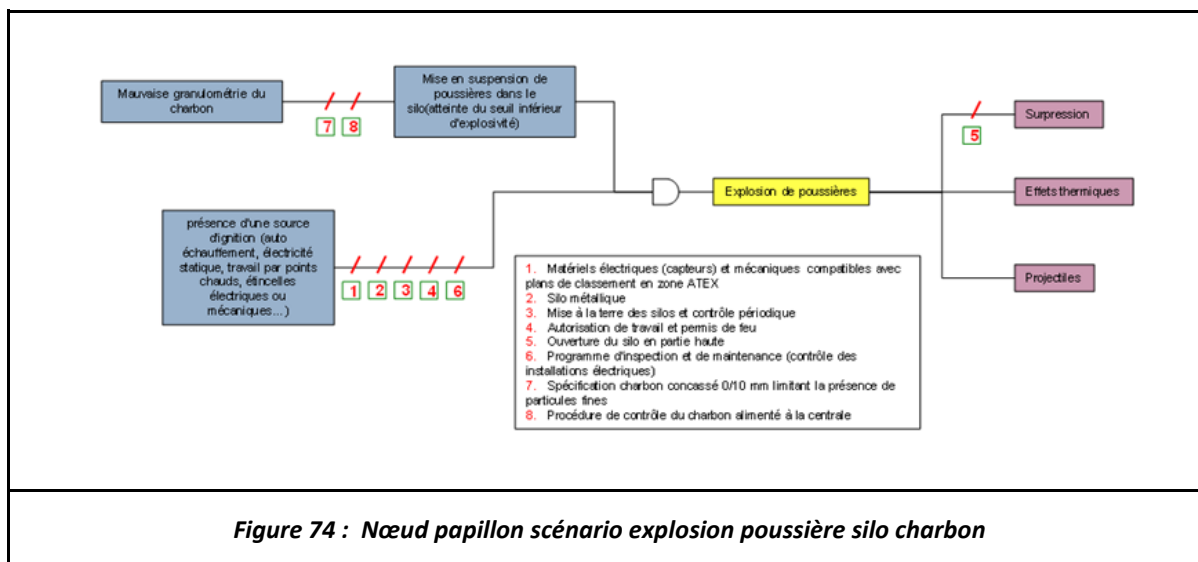 Mauvaise granulométrie du
charbon
7 8
Mise en suspension de
poussières dans le
silo(atteinte du seuil inférieur
d'explosivité)
5
Surpression
Explosion de poussières
Effets thermiques
présence d'une source
d'ignition (auto
échauffement, électricité
statique, travail par points
chauds, étincelles
électriques ou
mécaniques...)
1 2 3 4 6
Projectiles
1. Matériels électriques (capteurs) et mécaniques compatibles avec
plans de classement en zone ATEX
2. Silo métallique
3. Mise à la terre des silos et contrôle périodique
4. Autorisation de travail et permis de feu
5. Ouverture du silo en partie haute
6. Programme d'inspection et de maintenance (contrôle des
installations électriques)
7. Spécification charbon concassé 0/10 mm limitant la présence de
particules fines
8. Procédure de contrôle du charbon alimenté à la centrale
Figure 74 : Nœud papillon scénario explosion poussière silo charbon